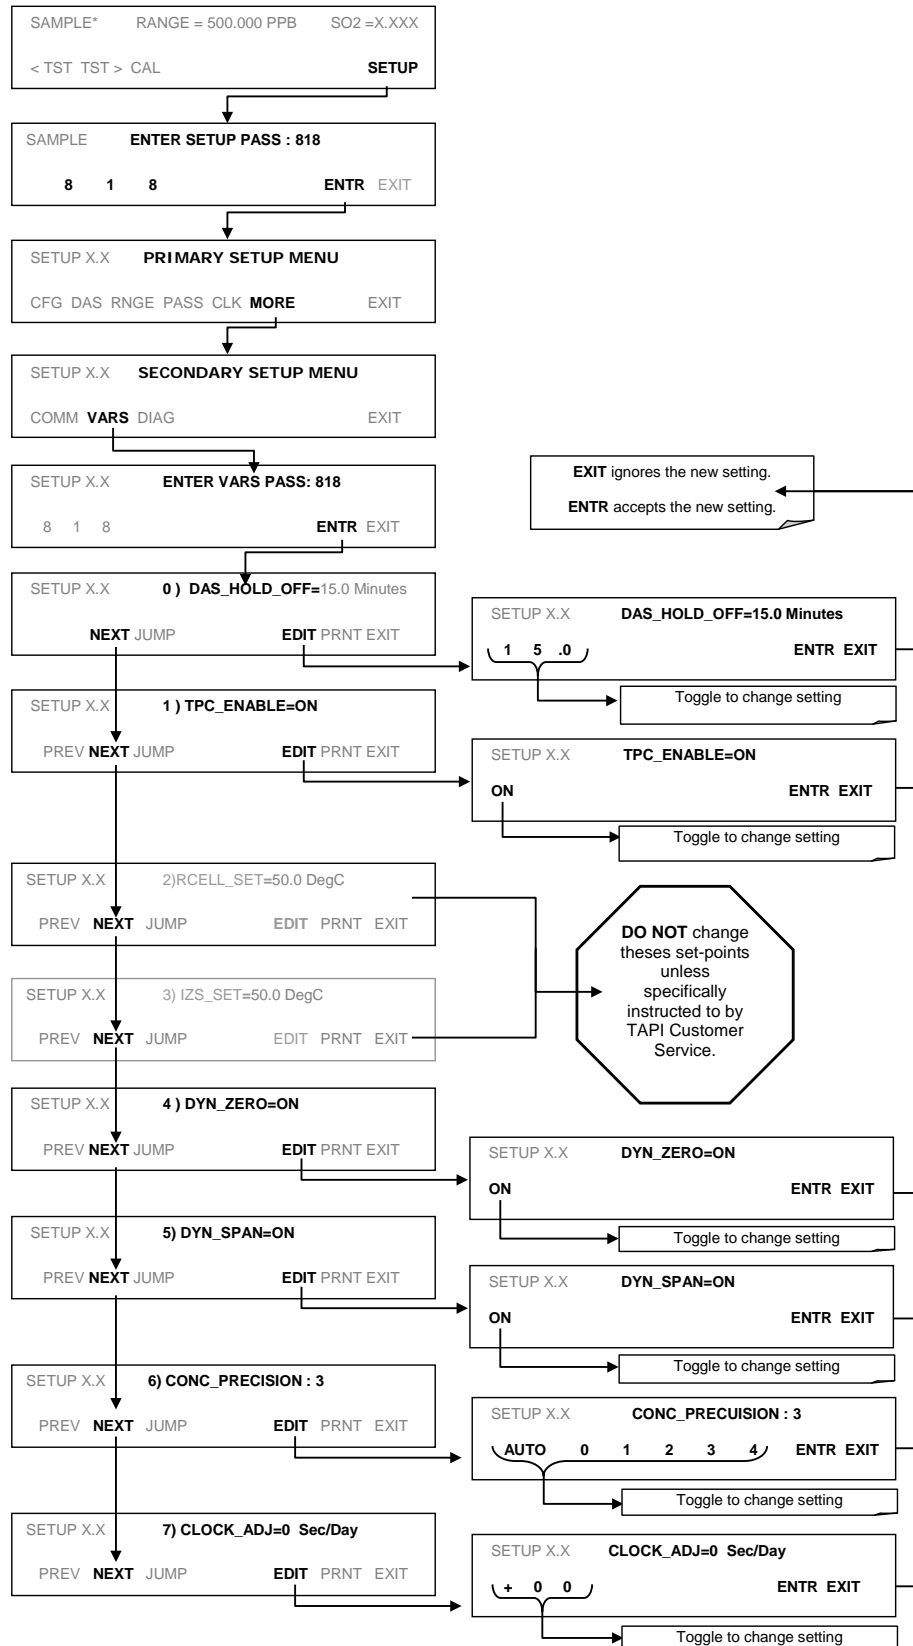 SAMPLE* RANGE = 500.000 PPB SO2 =X.XXX
< TST TST > CAL SETUP
SAMPLE ENTER SETUP PASS : 818
8 1 8 ENTR EXIT
SETUP X.X PRIMARY SETUP MENU
CFG DAS RNGE PASS CLK MORE EXIT
SETUP X.X SECONDARY SETUP MENU
COMM VARS DIAG EXIT
SETUP X.X ENTER VARS PASS: 818
8 1 8 ENTR EXIT
EXIT ignores the new setting.
ENTR accepts the new setting.
SETUP X.X 0 ) DAS_HOLD_OFF=15.0 Minutes
NEXT JUMP EDIT PRNT EXIT
SETUP X.X DAS_HOLD_OFF=15.0 Minutes
1 5 .0 ENTR EXIT
Toggle to change setting
SETUP X.X 1 ) TPC_ENABLE=ON
PREV NEXT JUMP EDIT PRNT EXIT
SETUP X.X TPC_ENABLE=ON
ON ENTR EXIT
Toggle to change setting
SETUP X.X 2)RCELL_SET=50.0 DegC
PREV NEXT JUMP EDIT PRNT EXIT
SETUP X.X 3) IZS_SET=50.0 DegC
PREV NEXT JUMP EDIT PRNT EXIT
DO NOT change
theses set-points
unless
specifically
instructed to by
TAPI Customer
Service.
SETUP X.X 4 ) DYN_ZERO=ON
PREV NEXT JUMP EDIT PRNT EXIT
SETUP X.X DYN_ZERO=ON
ON ENTR EXIT
Toggle to change setting
SETUP X.X 5) DYN_SPAN=ON
PREV NEXT JUMP EDIT PRNT EXIT
SETUP X.X DYN_SPAN=ON
ON ENTR EXIT
Toggle to change setting
SETUP X.X 6) CONC_PRECISION : 3
PREV NEXT JUMP EDIT PRNT EXIT
SETUP X.X CONC_PRECUISION : 3
AUTO 0 1 2 3 4 ENTR EXIT
Toggle to change setting
SETUP X.X 7) CLOCK_ADJ=0 Sec/Day
PREV NEXT JUMP EDIT PRNT EXIT
SETUP X.X CLOCK_ADJ=0 Sec/Day
+ 0 0 ENTR EXIT
Toggle to change setting